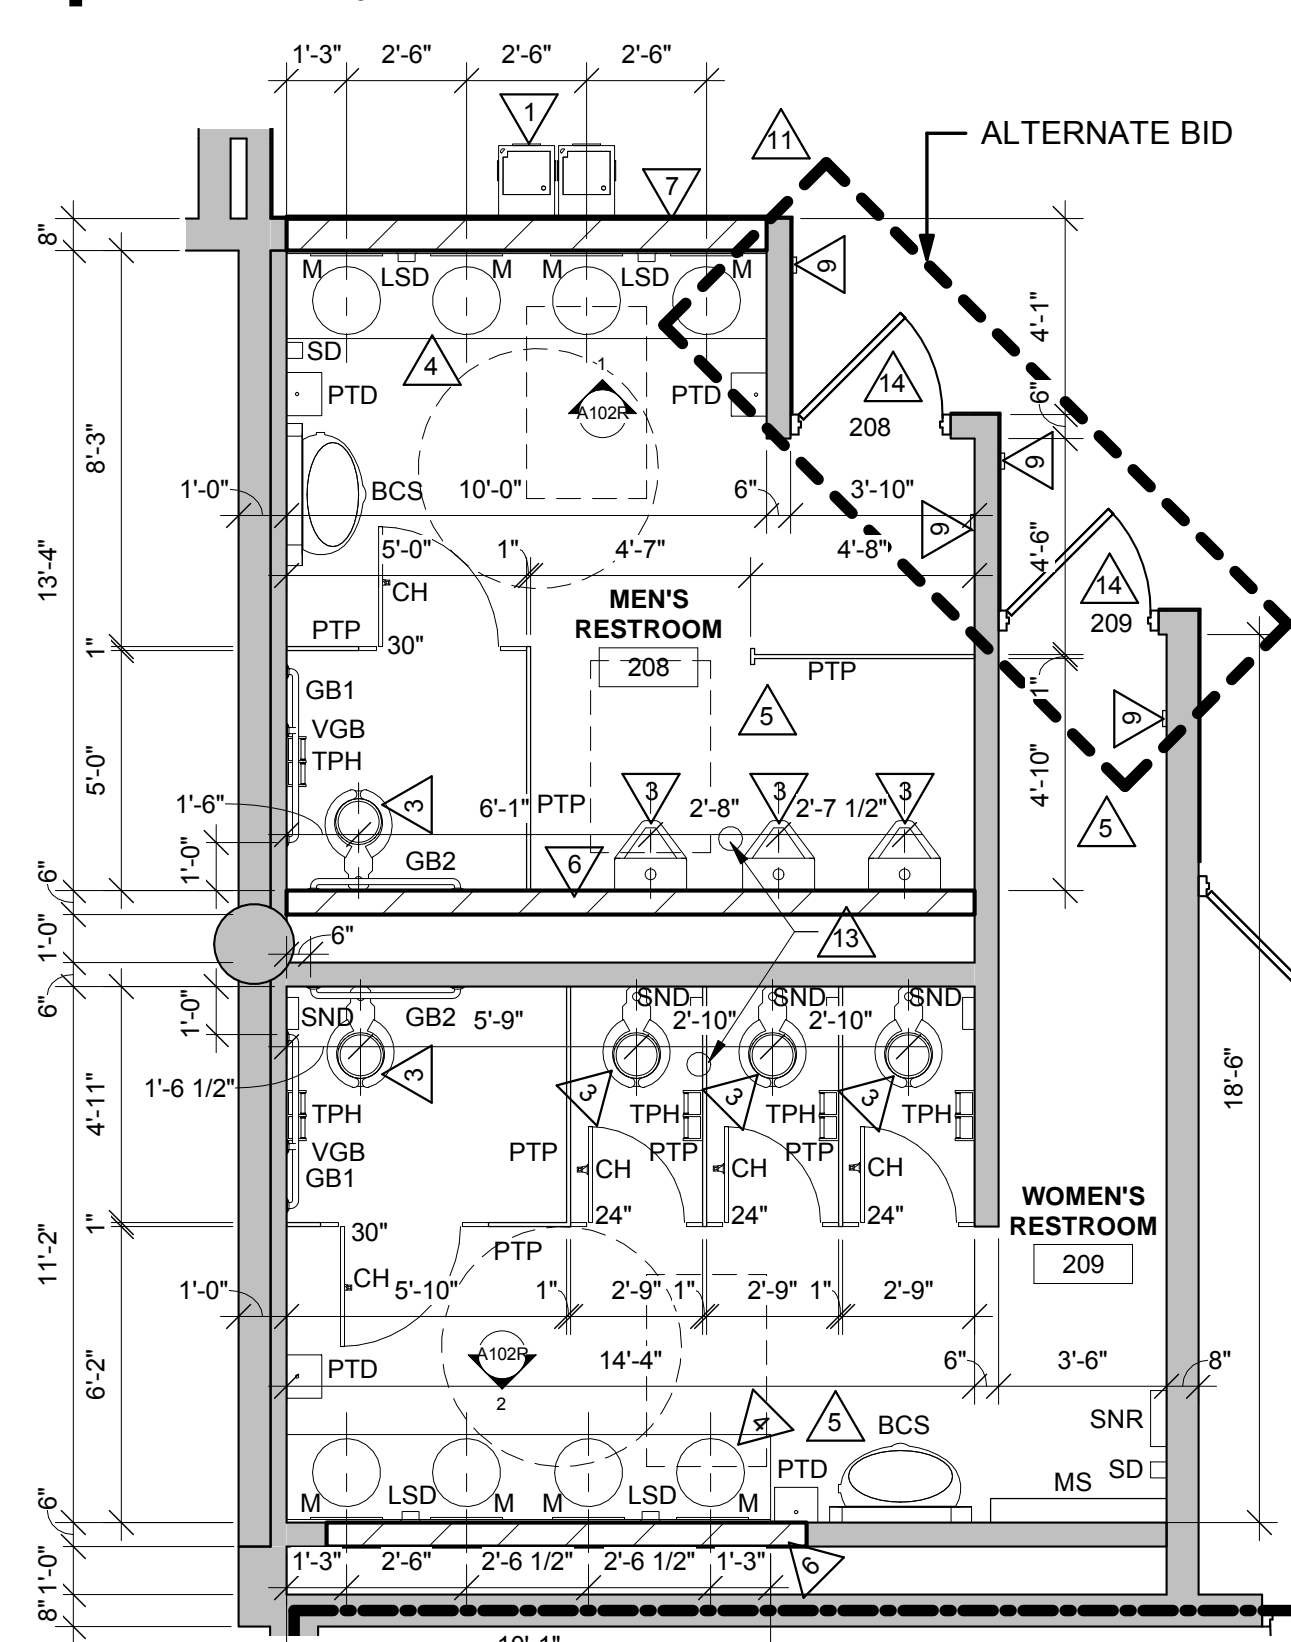 1'-3" 2'-6" 2'-6" 2'-6"
1
11
ALTERNATE BID
7
8"
9
M LSD M M LSD M
4'-1"
SD
4
1
14
PTD
A102R
PTD
6"
208
8'-3"
9
1'-0" BCS 10'-0" 6" 3'-10"
9
13'-4"
5'-0" 1" 4'-7" 4'-8"
4'-6"
14
CH
MEN'S
RESTROOM
PTP
30"
209
1"
208
PTP
GB1
1"
5
9
VGB
TPH
5'-0"
4'-10"
1'-6" 3 6'-1" PTP 3 2'-8" 3 2'-7 1/2" 3
5
1'-0"
GB2
6
6"
1'-0"
6"
13
6"
1'-0"
SND GB2 5'-9" SND 2'-10" SND 2'-10" SND
3
18'-6"
1'-6 1/2"
3 3 3
4'-11"
TPH TPH TPH TPH
VGB
PTP PTP PTP
GB1
CH CH CH
WOMEN'S
RESTROOM
24" 24" 24"
1"
30"
PTP
11'-2"
209
CH
1'-0" 5'-10" 1" 2'-9" 1" 2'-9" 1" 2'-9"
A102R
PTD
14'-4" 6" 3'-6" 8"
6'-2"
2
4
5
BCS
SNR
PTD
SD
MS
M LSD M M LSD M
6"
1'-3" 2'-6" 2'-6 1/2" 2'-6 1/2" 1'-3"
6
1'-0"
8"